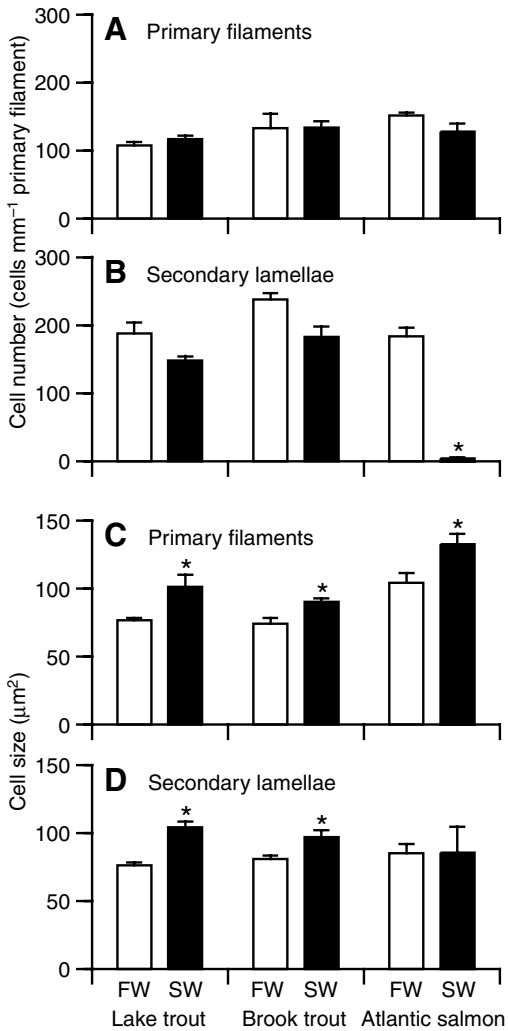 Cell number (cells mm⁻¹ primary filament)
A Primary filaments
300
200
100
0
B Secondary lamellae
300
200
100
0
*
Cell size (μm²)
C Primary filaments
150
100
50
0
*
*
*
D Secondary lamellae
150
100
50
0
*
*
FW SW FW SW FW SW
Lake trout Brook trout Atlantic salmon